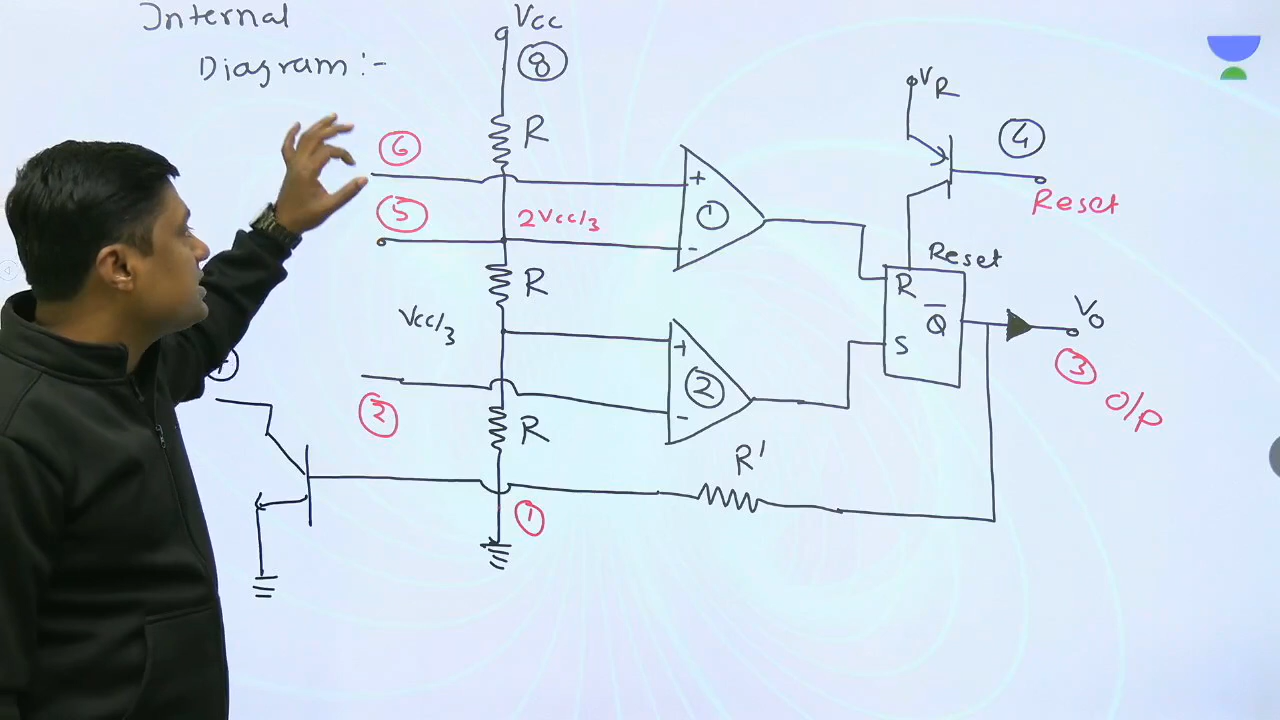 Internal
Diagram :-
Vcc
8
R
6
5
2Vcc/3
R
Vcc/3
2
R
1
+
-
1
+
-
2
R'
VR
4
Reset
Reset
R
Q̅
S
Vo
3
O/P